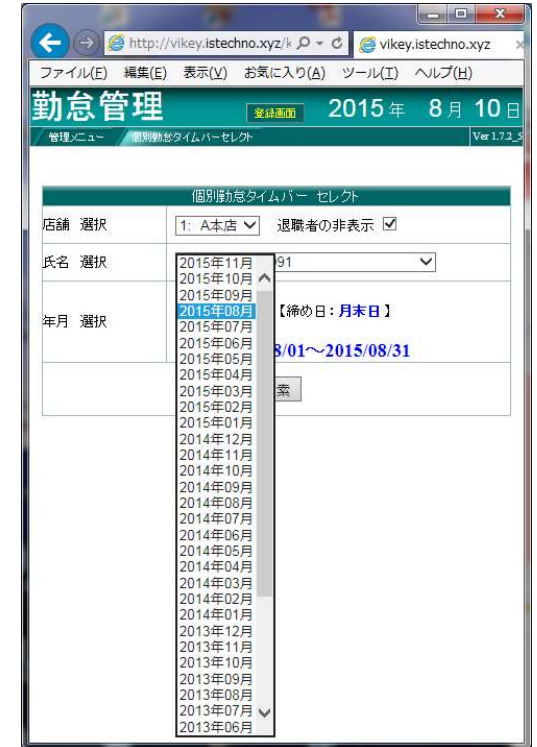 http://vikey.istechno.xyz/k
vikey.istechno.xyz
ファイル(F) 編集(E) 表示(V) お気に入り(A) ツール(T) ヘルプ(H)
勤怠管理 登録画面 2015年 8月 10日
管理メニュー 個別勤怠タイムバーセレクト Ver 1.7.2_5
個別勤怠タイムバー セレクト
店舗 選択 1: A本店 退職者の非表示
氏名 選択 091
年月 選択 【締め日:月末日】
8/01~2015/08/31
索
2015年11月
2015年10月
2015年09月
2015年08月
2015年07月
2015年06月
2015年05月
2015年04月
2015年03月
2015年02月
2015年01月
2014年12月
2014年11月
2014年10月
2014年09月
2014年08月
2014年07月
2014年06月
2014年05月
2014年04月
2014年03月
2014年02月
2014年01月
2013年12月
2013年11月
2013年10月
2013年09月
2013年08月
2013年07月
2013年06月